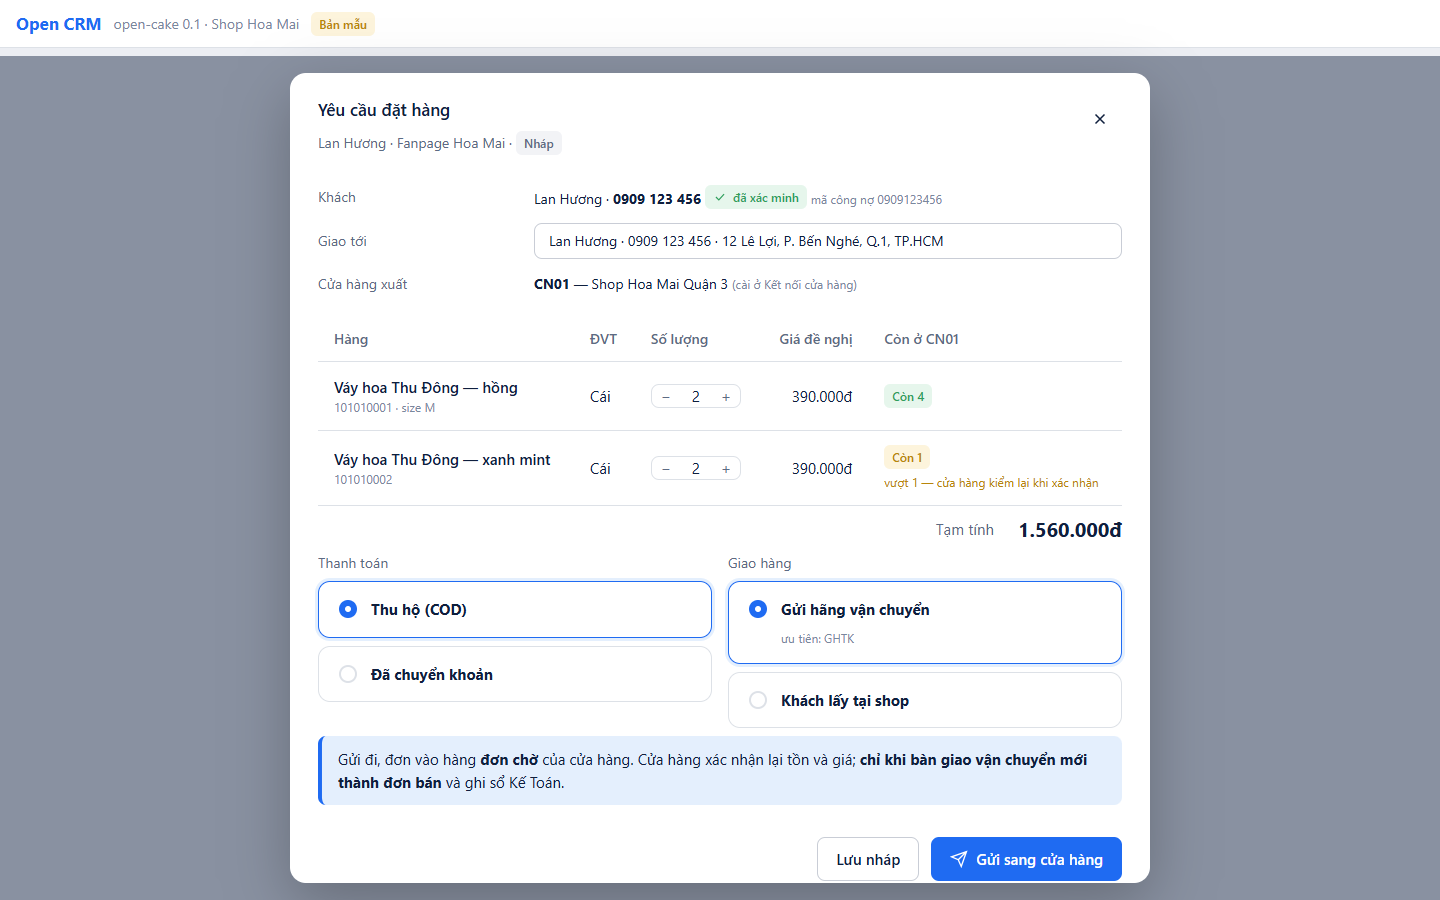 Open CRM open-cake 0.1 · Shop Hoa Mai Bản mẫu
Yêu cầu đặt hàng
Lan Hương · Fanpage Hoa Mai · Nháp
Khách Lan Hương · 0909 123 456 đã xác minh mã công nợ 0909123456
Giao tới Lan Hương · 0909 123 456 · 12 Lê Lợi, P. Bến Nghé, Q.1, TP.HCM
Cửa hàng xuất CN01 — Shop Hoa Mai Quận 3 (cài ở Kết nối cửa hàng)
Hàng ĐVT Số lượng Giá đề nghị Còn ở CN01
Váy hoa Thu Đông — hồng Cái − 2 + 390.000đ Còn 4
101010001 · size M
Váy hoa Thu Đông — xanh mint Cái − 2 + 390.000đ Còn 1
101010002 vượt 1 — cửa hàng kiểm lại khi xác nhận
Tạm tính 1.560.000đ
Thanh toán
Thu hộ (COD)
Đã chuyển khoản
Giao hàng
Gửi hãng vận chuyển
ưu tiên: GHTK
Khách lấy tại shop
Gửi đi, đơn vào hàng đơn chờ của cửa hàng. Cửa hàng xác nhận lại tồn và giá; chỉ khi bàn giao vận chuyển mới
thành đơn bán và ghi sổ Kế Toán.
Lưu nháp Gửi sang cửa hàng